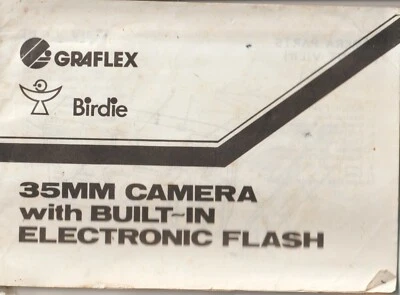 GRAFLEX
Birdie
35MM CAMERA
with BUILT-IN
ELECTRONIC FLASH